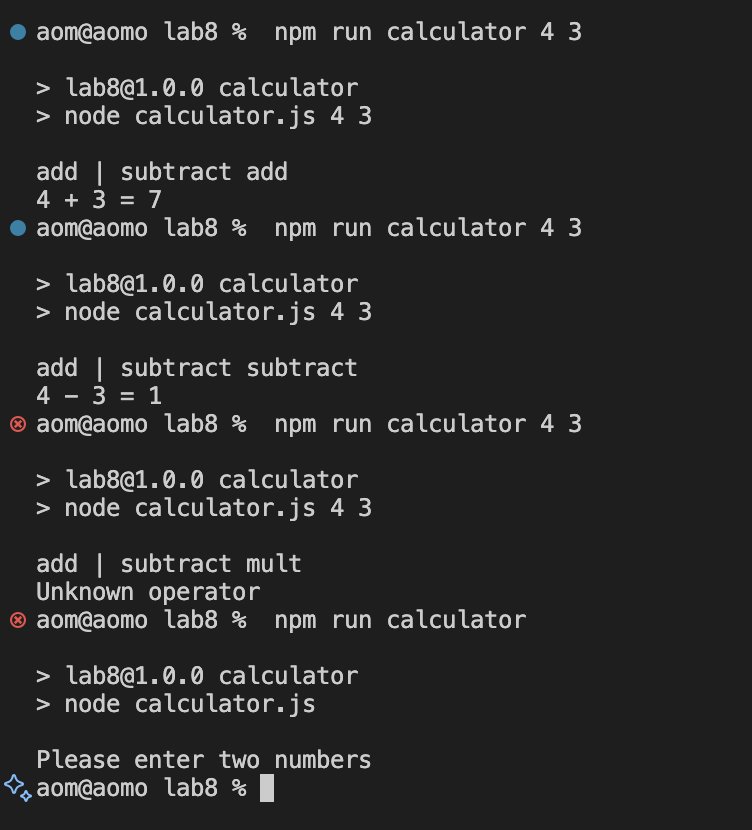 aom@aomo lab8 %  npm run calculator 4 3
> lab8@1.0.0 calculator
> node calculator.js 4 3
add | subtract add
4 + 3 = 7
aom@aomo lab8 %  npm run calculator 4 3
> lab8@1.0.0 calculator
> node calculator.js 4 3
add | subtract subtract
4 - 3 = 1
aom@aomo lab8 %  npm run calculator 4 3
> lab8@1.0.0 calculator
> node calculator.js 4 3
add | subtract mult
Unknown operator
aom@aomo lab8 %  npm run calculator
> lab8@1.0.0 calculator
> node calculator.js
Please enter two numbers
aom@aomo lab8 %